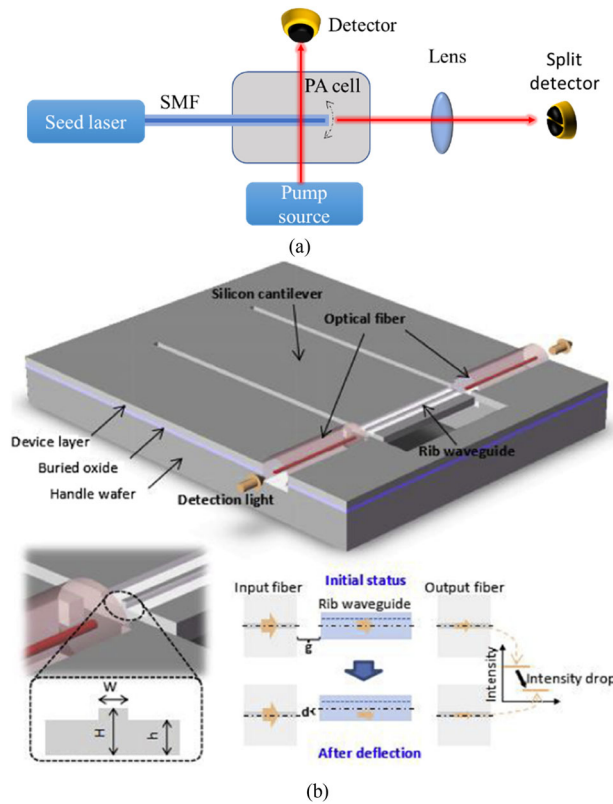 Detector
Lens
Split
detector
PA cell
SMF
Seed laser
Pump
source
(a)
Silicon cantilever
Optical fiber
Device layer
Buried oxide
Handle wafer
Rib waveguide
Detection light
Input fiber
Initial status
Output fiber
Rib waveguide
g
Intensity
Intensity drop
d
After deflection
W
H
h
(b)